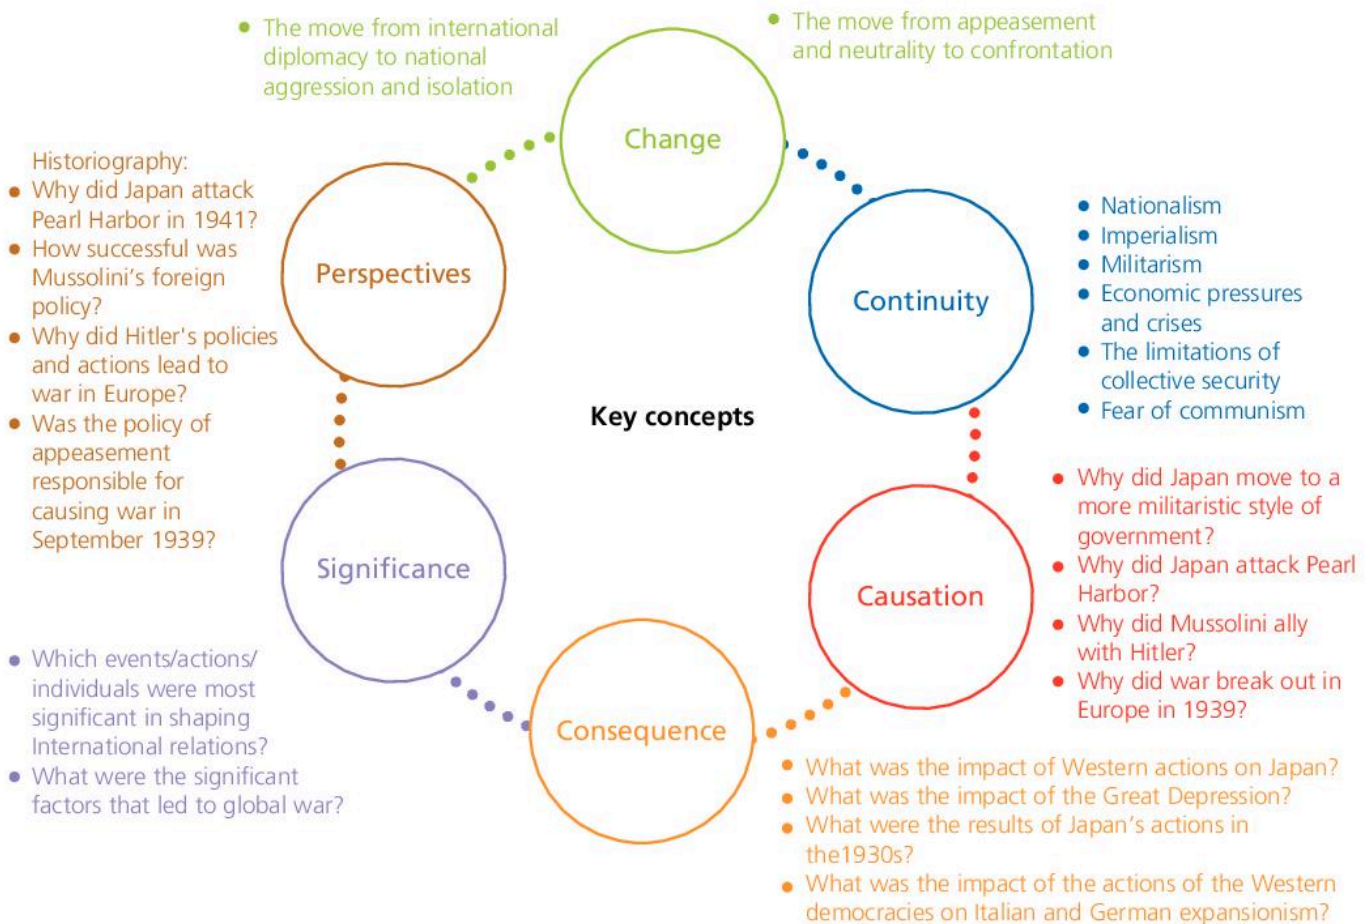 • The move from international
diplomacy to national
aggression and isolation
• The move from appeasement
and neutrality to confrontation
Change
Historiography:
• Why did Japan attack
Pearl Harbor in 1941?
• How successful was
Mussolini’s foreign
policy?
• Why did Hitler's policies
and actions lead to
war in Europe?
• Was the policy of
appeasement
responsible for
causing war in
September 1939?
Perspectives
Continuity
• Nationalism
• Imperialism
• Militarism
• Economic pressures
and crises
• The limitations of
collective security
• Fear of communism
Key concepts
Significance
• Which events/actions/
individuals were most
significant in shaping
International relations?
• What were the significant
factors that led to global war?
Causation
• Why did Japan move to a
more militaristic style of
government?
• Why did Japan attack Pearl
Harbor?
• Why did Mussolini ally
with Hitler?
• Why did war break out in
Europe in 1939?
Consequence
• What was the impact of Western actions on Japan?
• What was the impact of the Great Depression?
• What were the results of Japan’s actions in
the1930s?
• What was the impact of the actions of the Western
democracies on Italian and German expansionism?